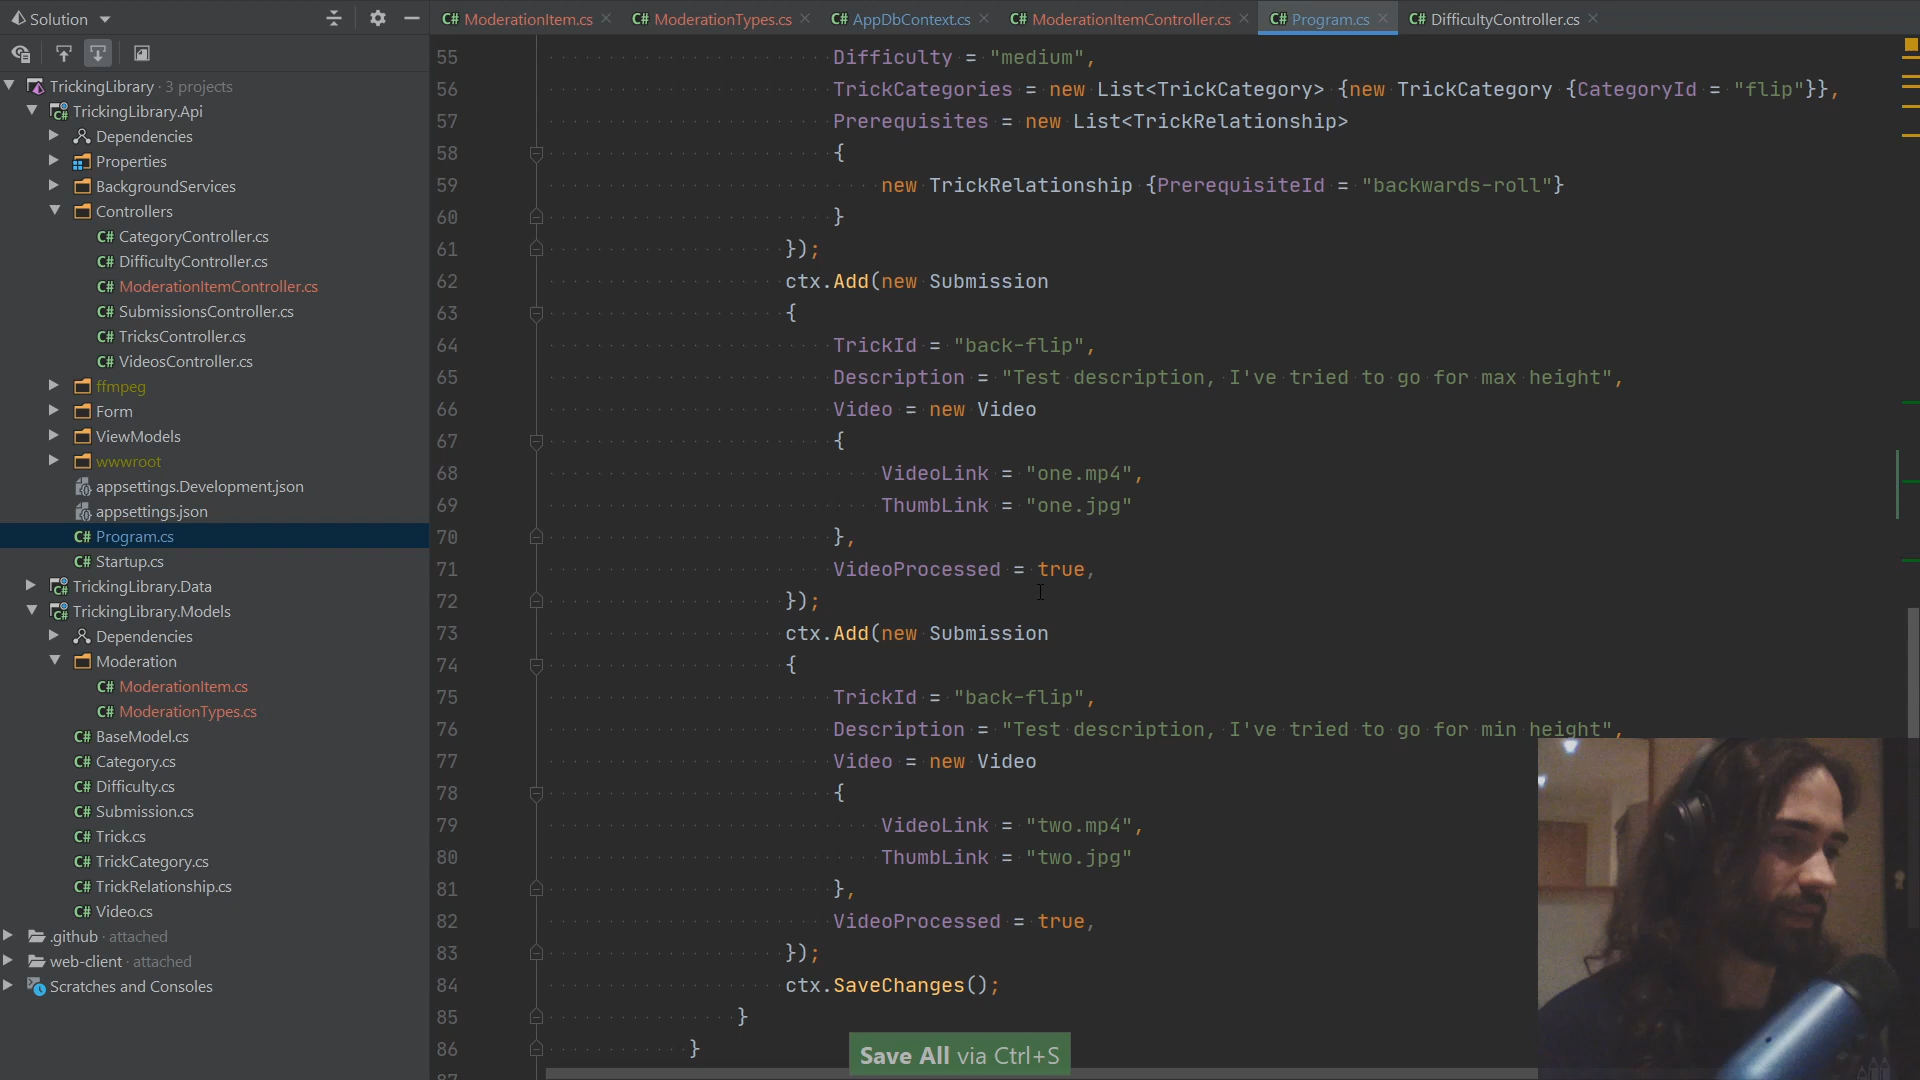 Solution
TrickingLibrary · 3 projects
TrickingLibrary.Api
Dependencies
Properties
BackgroundServices
Controllers
C# CategoryController.cs
C# DifficultyController.cs
C# ModerationItemController.cs
C# SubmissionsController.cs
C# TricksController.cs
C# VideosController.cs
ffmpeg
Form
ViewModels
wwwroot
appsettings.Development.json
appsettings.json
C# Program.cs
C# Startup.cs
TrickingLibrary.Data
TrickingLibrary.Models
Dependencies
Moderation
C# ModerationItem.cs
C# ModerationTypes.cs
C# BaseModel.cs
C# Category.cs
C# Difficulty.cs
C# Submission.cs
C# Trick.cs
C# TrickCategory.cs
C# TrickRelationship.cs
C# Video.cs
.github · attached
web-client · attached
Scratches and Consoles
C# ModerationItem.cs C# ModerationTypes.cs C# AppDbContext.cs C# ModerationItemController.cs C# Program.cs C# DifficultyController.cs
55 Difficulty = "medium",
56 TrickCategories = new List<TrickCategory> {new TrickCategory {CategoryId = "flip"}},
57 Prerequisites = new List<TrickRelationship>
58 {
59 new TrickRelationship {PrerequisiteId = "backwards-roll"}
60 }
61 });
62 ctx.Add(new Submission
63 {
64 TrickId = "back-flip",
65 Description = "Test description, I've tried to go for max height",
66 Video = new Video
67 {
68 VideoLink = "one.mp4",
69 ThumbLink = "one.jpg"
70 },
71 VideoProcessed = true,
72 });
73 ctx.Add(new Submission
74 {
75 TrickId = "back-flip",
76 Description = "Test description, I've tried to go for min height",
77 Video = new Video
78 {
79 VideoLink = "two.mp4",
80 ThumbLink = "two.jpg"
81 },
82 VideoProcessed = true,
83 });
84 ctx.SaveChanges();
85 }
86 }
87
Save All via Ctrl+S